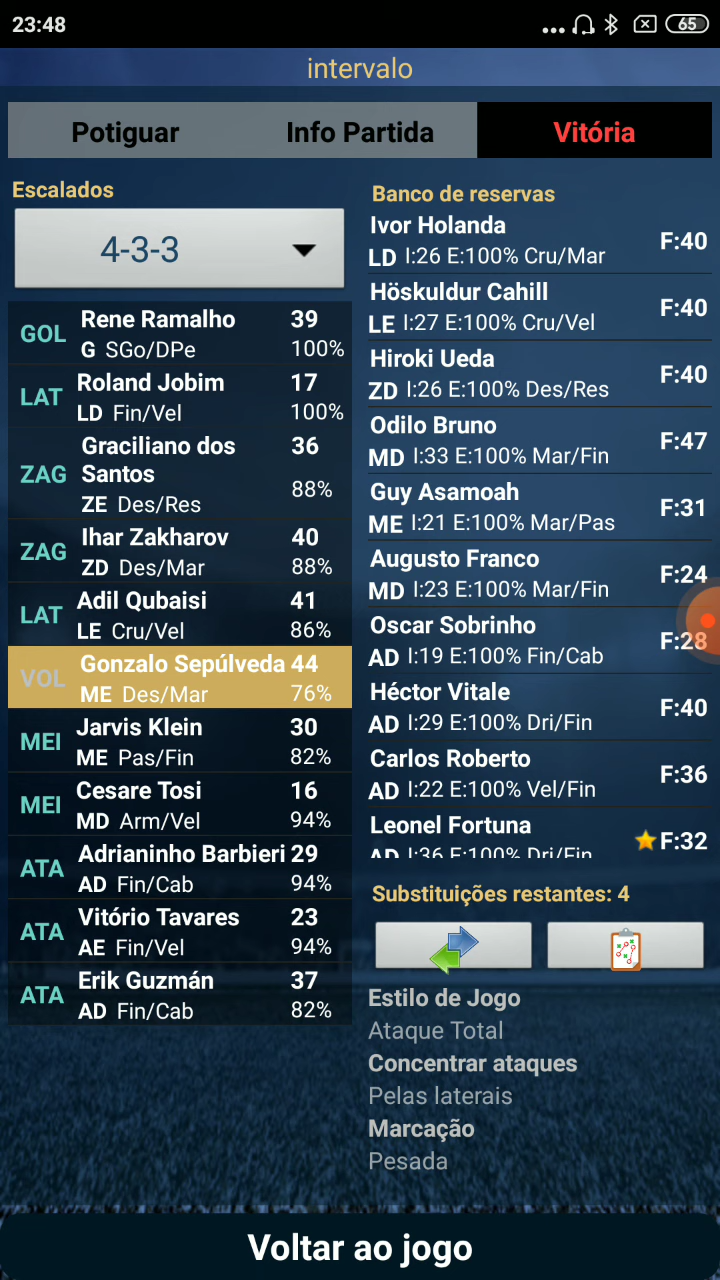 23:48
65
intervalo
Potiguar
Info Partida
Vitória
Escalados
4-3-3
GOL
Rene Ramalho 39
G SGo/DPe 100%
LAT
Roland Jobim 17
LD Fin/Vel 100%
ZAG
Graciliano dos 36
Santos
88%
ZE Des/Res
ZAG
Ihar Zakharov 40
ZD Des/Mar 88%
LAT
Adil Qubaisi 41
LE Cru/Vel 86%
VOL
Gonzalo Sepúlveda 44
ME Des/Mar 76%
MEI
Jarvis Klein 30
ME Pas/Fin 82%
MEI
Cesare Tosi 16
MD Arm/Vel 94%
ATA
Adrianinho Barbieri 29
AD Fin/Cab 94%
ATA
Vitório Tavares 23
AE Fin/Vel 94%
ATA
Erik Guzmán 37
AD Fin/Cab 82%
Banco de reservas
Ivor Holanda
F:40
LD I:26 E:100% Cru/Mar
Höskuldur Cahill
F:40
LE I:27 E:100% Cru/Vel
Hiroki Ueda
F:40
ZD I:26 E:100% Des/Res
Odilo Bruno
F:47
MD I:33 E:100% Mar/Fin
Guy Asamoah
F:31
ME I:21 E:100% Mar/Pas
Augusto Franco
F:24
MD I:23 E:100% Mar/Fin
Oscar Sobrinho
F:28
AD I:19 E:100% Fin/Cab
Héctor Vitale
F:40
AD I:29 E:100% Dri/Fin
Carlos Roberto
F:36
AD I:22 E:100% Vel/Fin
Leonel Fortuna
F:32
AD I:36 E:100% Dri/Fin
Substituições restantes: 4
Estilo de Jogo
Ataque Total
Concentrar ataques
Pelas laterais
Marcação
Pesada
Voltar ao jogo